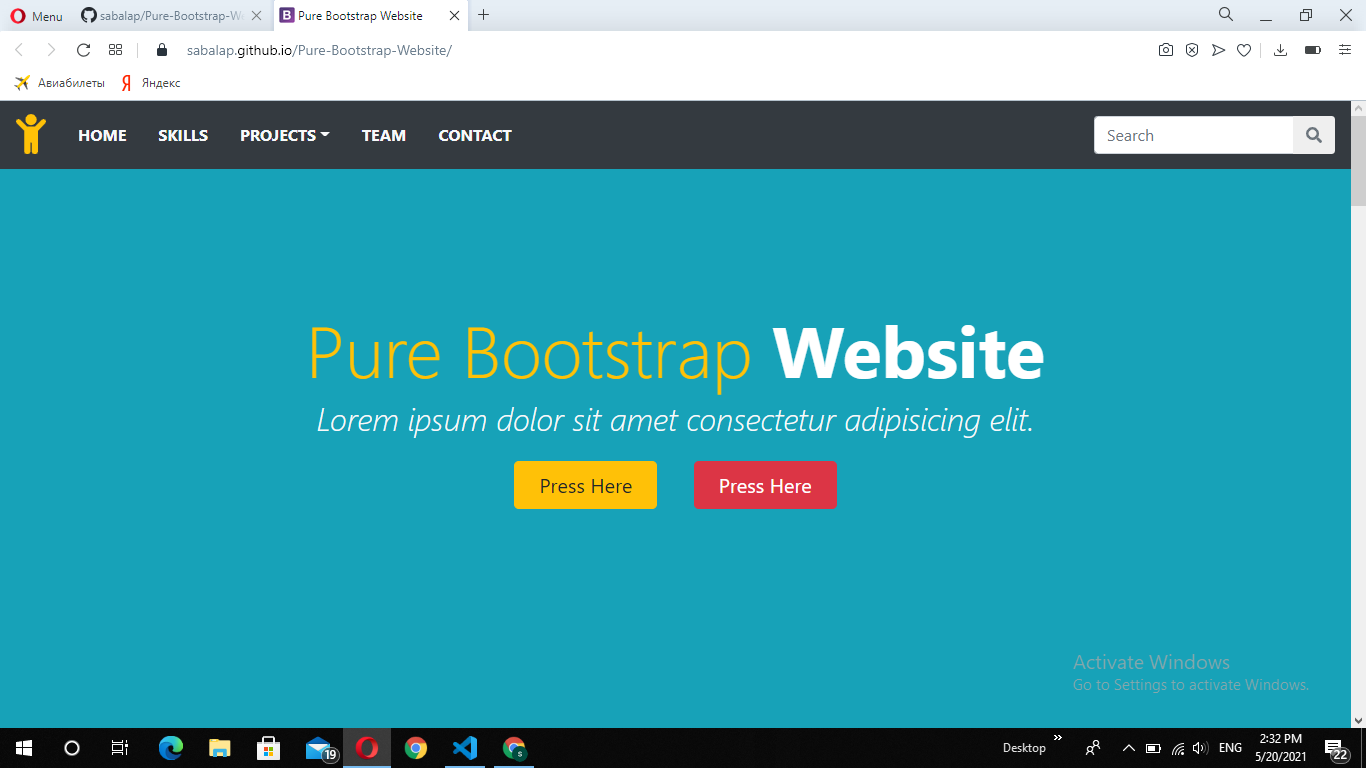 Menu
sabalap/Pure-Bootstrap-W
Pure Bootstrap Website
sabalap.github.io/Pure-Bootstrap-Website/
Авиабилеты
Яндекс
HOME
SKILLS
PROJECTS
TEAM
CONTACT
Search
Pure Bootstrap Website
Lorem ipsum dolor sit amet consectetur adipisicing elit.
Press Here
Press Here
Activate Windows
Go to Settings to activate Windows.
19
S
Desktop
ENG
2:32 PM
5/20/2021
22